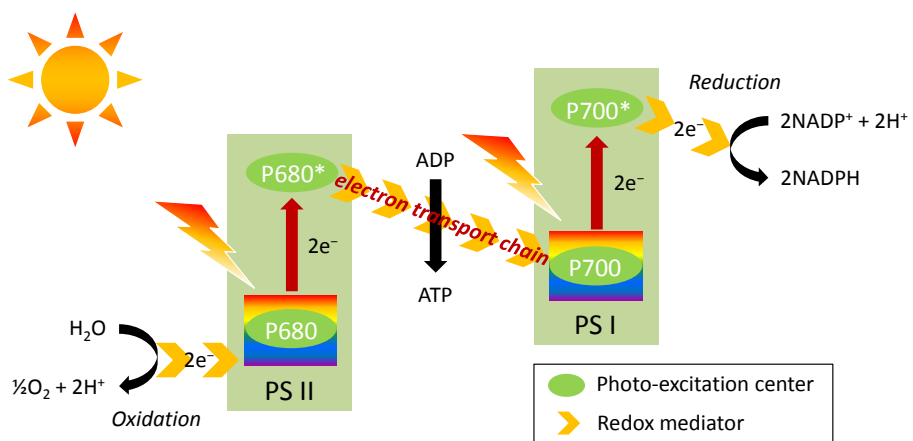 Reduction
P700*
2e⁻
2NADP⁺ + 2H⁺
2NADPH
2e⁻
P700
PS I
ADP
electron transport chain
ATP
P680*
2e⁻
P680
PS II
H₂O
2e⁻
½O₂ + 2H⁺
Oxidation
Photo-excitation center
Redox mediator